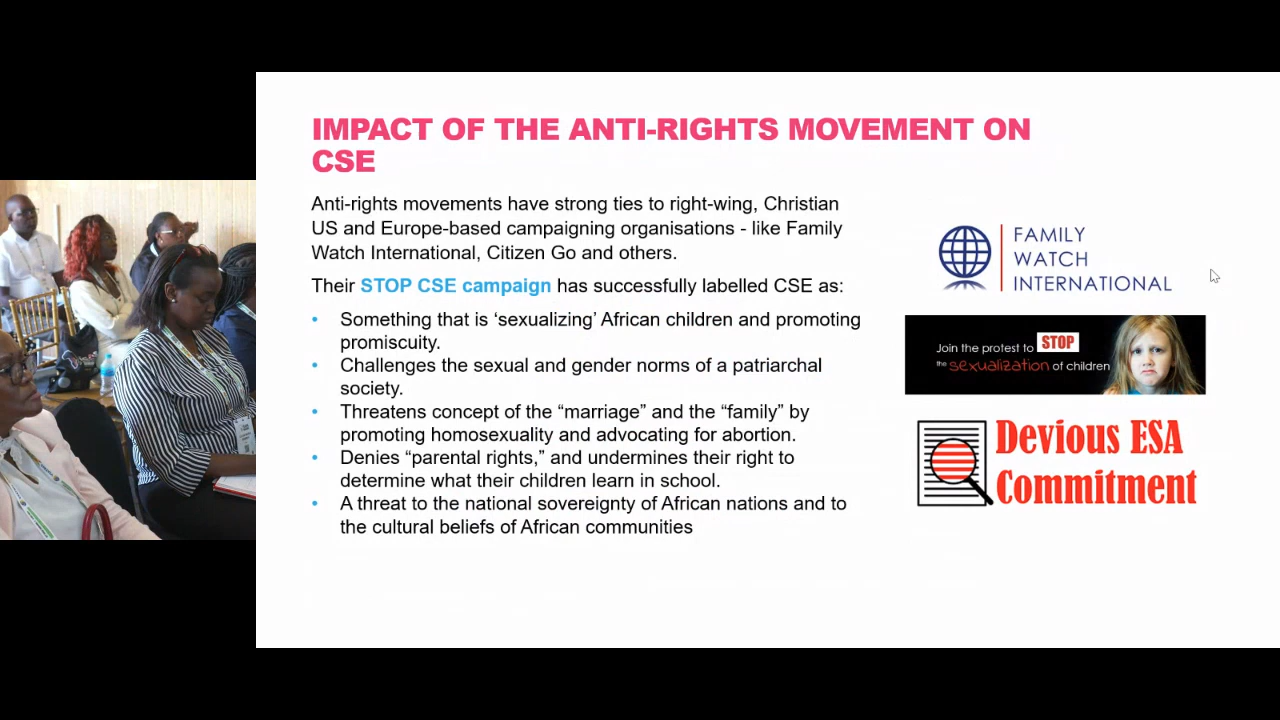 IMPACT OF THE ANTI-RIGHTS MOVEMENT ON
CSE
Anti-rights movements have strong ties to right-wing, Christian
US and Europe-based campaigning organisations - like Family
Watch International, Citizen Go and others.
Their STOP CSE campaign has successfully labelled CSE as:
• Something that is ‘sexualizing’ African children and promoting
promiscuity.
• Challenges the sexual and gender norms of a patriarchal
society.
• Threatens concept of the “marriage” and the “family” by
promoting homosexuality and advocating for abortion.
• Denies “parental rights,” and undermines their right to
determine what their children learn in school.
• A threat to the national sovereignty of African nations and to
the cultural beliefs of African communities
FAMILY
WATCH
INTERNATIONAL
Join the protest to STOP
the sexualization of children
Devious ESA
Commitment